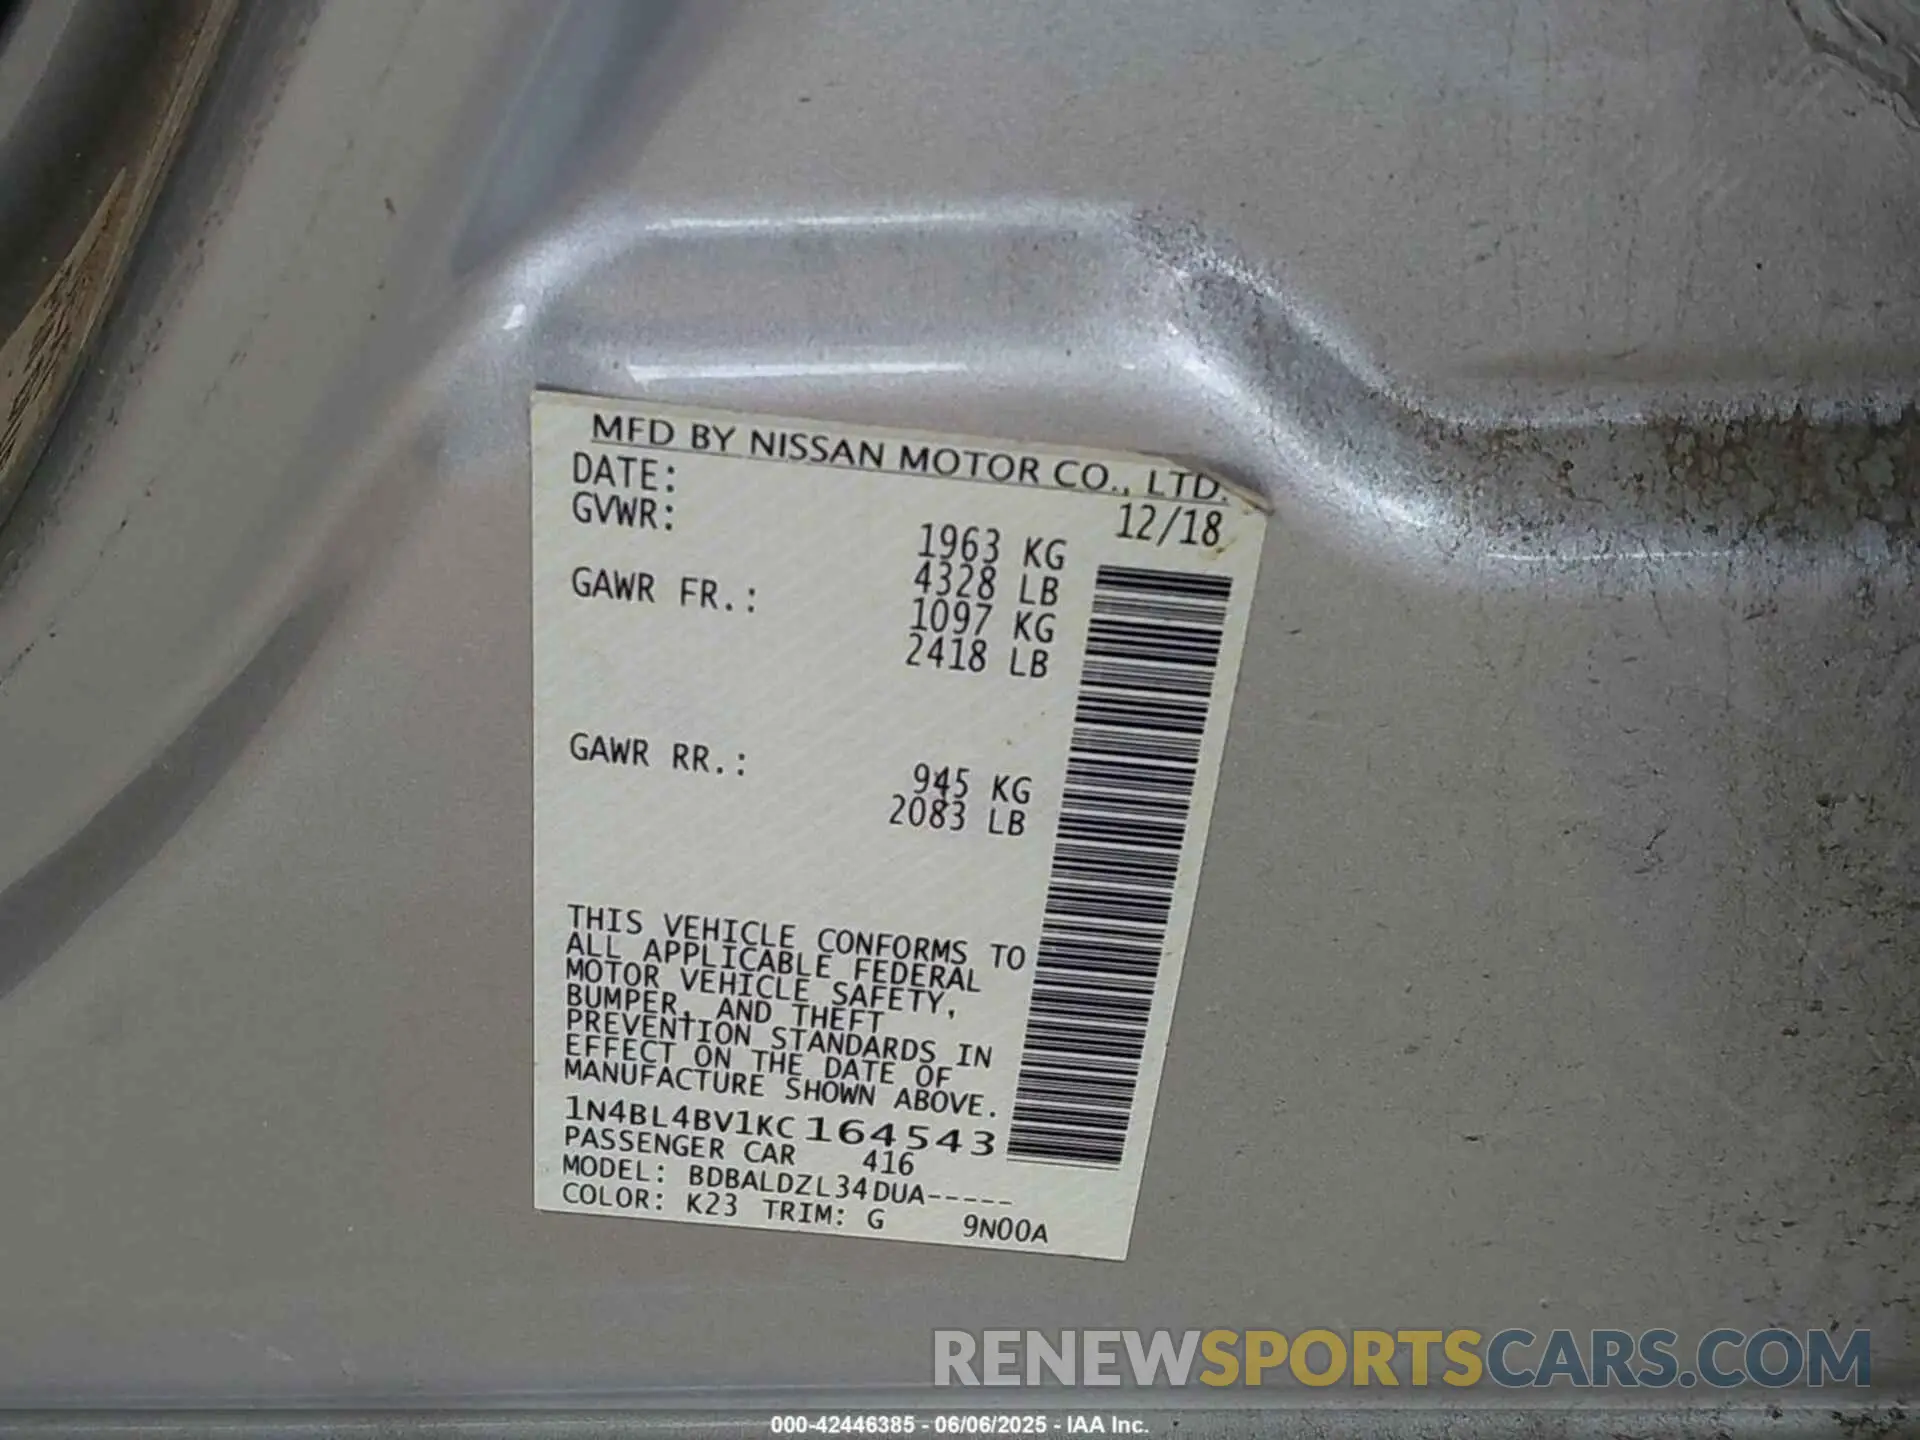 MFD BY NISSAN MOTOR CO., LTD.
DATE: 12/18
GVWR: 1963 KG
4328 LB
GAWR FR.: 1097 KG
2418 LB
GAWR RR.: 945 KG
2083 LB
THIS VEHICLE CONFORMS TO
ALL APPLICABLE FEDERAL
MOTOR VEHICLE SAFETY,
BUMPER, AND THEFT
PREVENTION STANDARDS IN
EFFECT ON THE DATE OF
MANUFACTURE SHOWN ABOVE.
1N4BL4BV1KC164543
PASSENGER CAR 416
MODEL: BDBALDZL34DUA-----
COLOR: K23 TRIM: G 9N00A
RENEWSPORTSCARS.COM
000-42446385 - 06/06/2025 - IAA Inc.